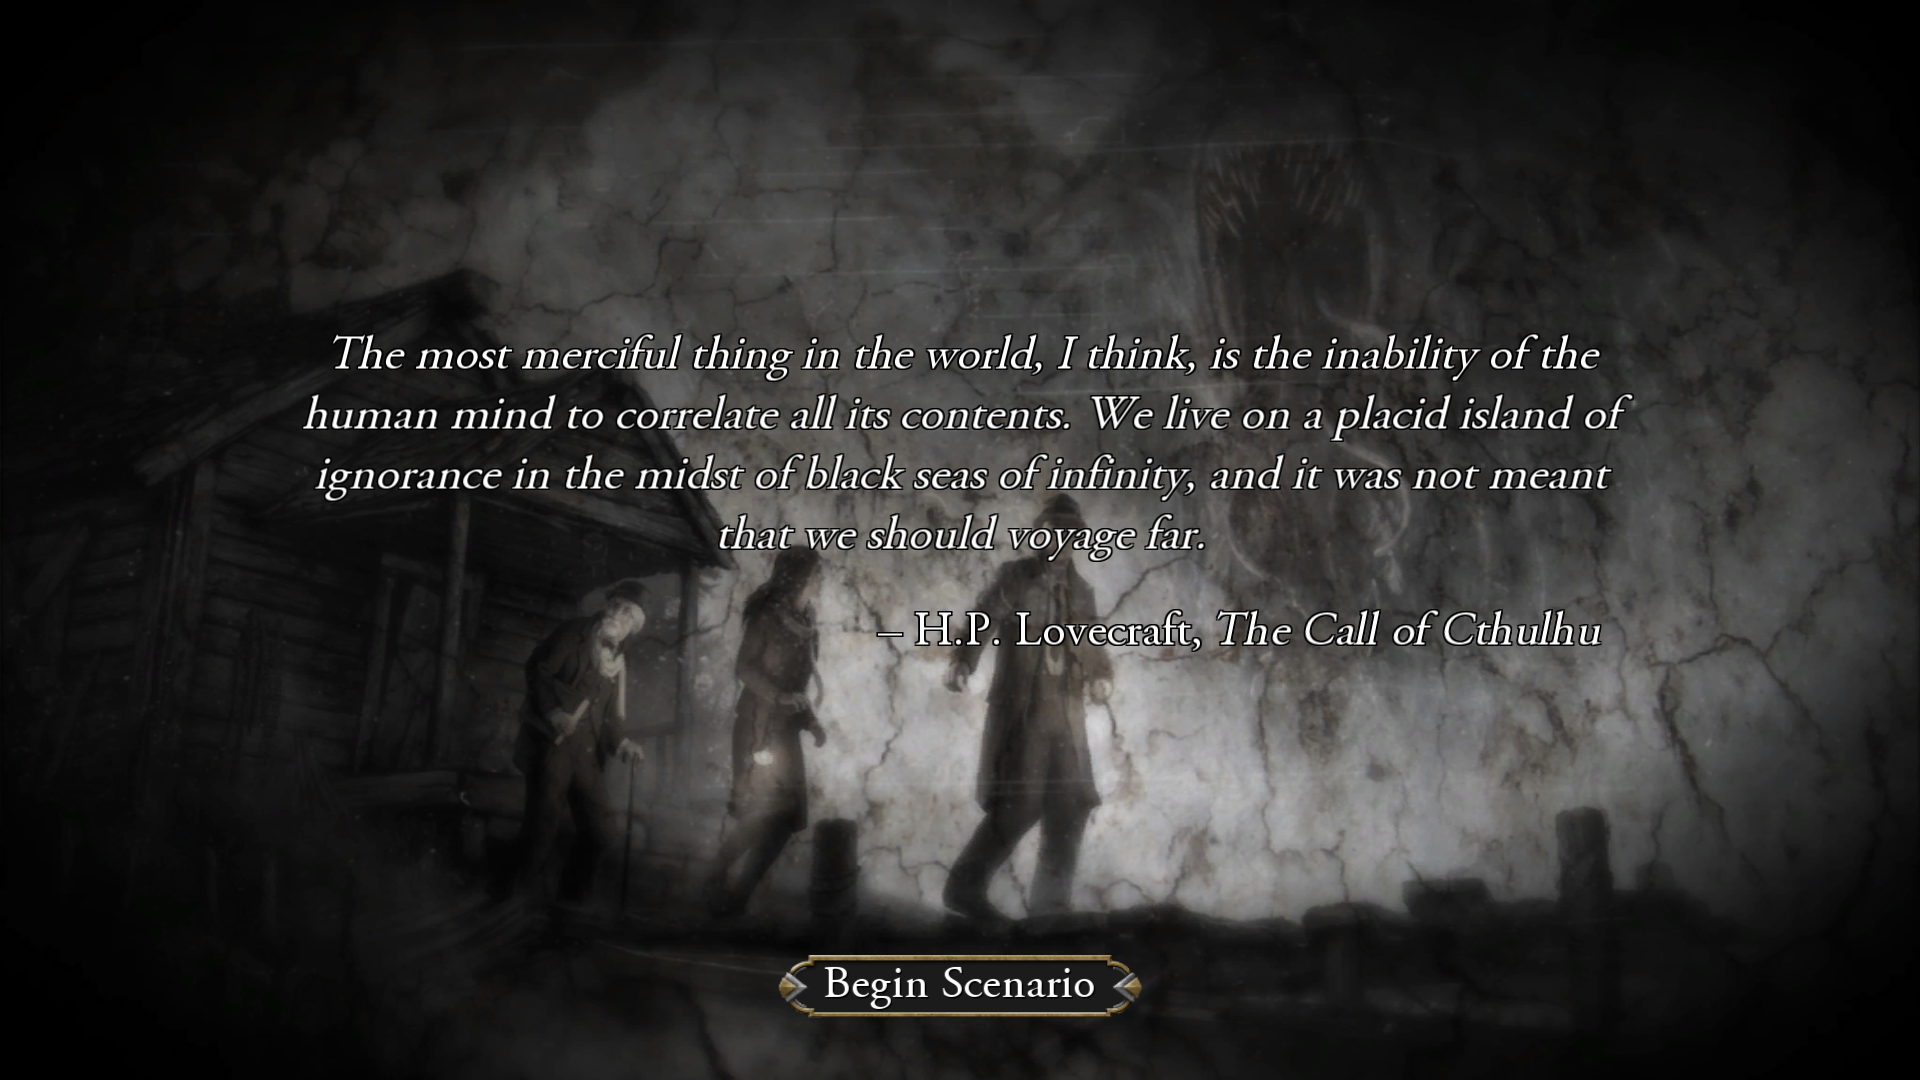 The most merciful thing in the world, I think, is the inability of the
human mind to correlate all its contents. We live on a placid island of
ignorance in the midst of black seas of infinity, and it was not meant
that we should voyage far.
– H.P. Lovecraft, The Call of Cthulhu
Begin Scenario